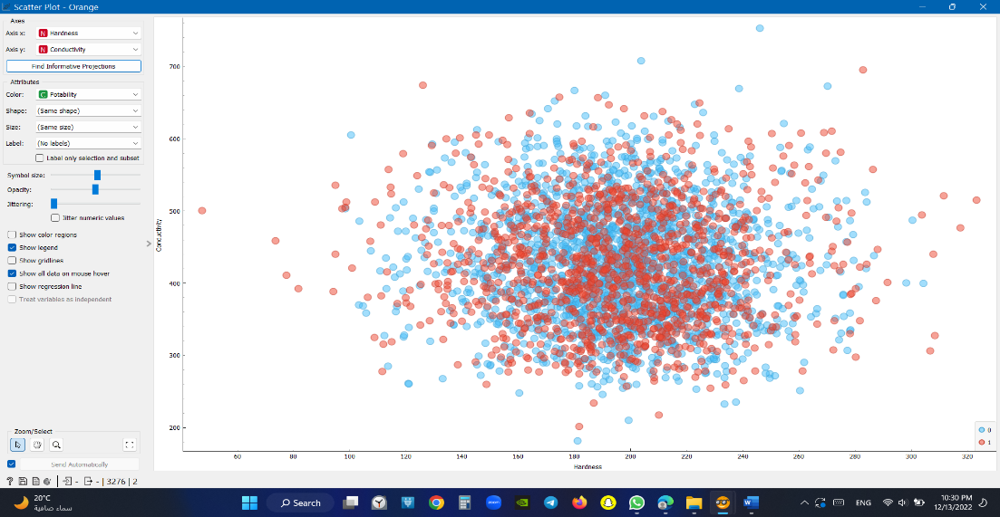 Scatter Plot - Orange
Axes
Axis x: N Hardness
Axis y: N Conductivity
Find Informative Projections
Attributes
Color: C Potability
Shape: (Same shape)
Size: (Same size)
Label: (No labels)
Label only selection and subset
Symbol size:
Opacity:
Jittering:
Jitter numeric values
Show color regions
Show legend
Show gridlines
Show all data on mouse hover
Show regression line
Treat variables as independent
Zoom/Select
Send Automatically
? - - | 3276 | 2
Conductivity
700
600
500
400
300
200
60 80 100 120 140 160 180 200 220 240 260 280 300 320
Hardness
0
1
20°C
سماء صافية
Search
zoom
ENG
10:30 PM
12/13/2022